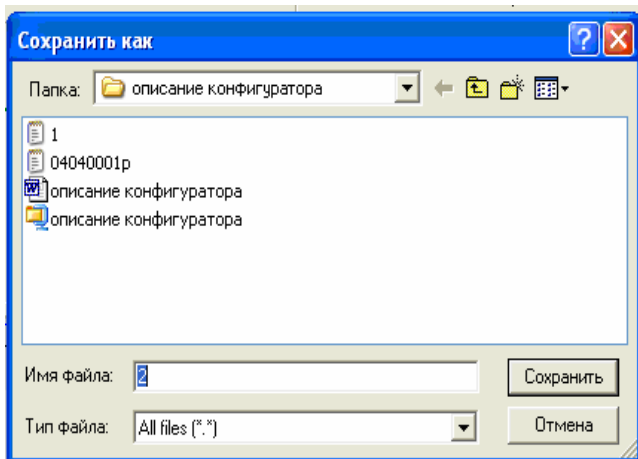 Сохранить как
Папка: описание конфигуратора
1
04040001p
описание конфигуратора
описание конфигуратора
Имя файла: 2
Сохранить
Тип файла: All files (*.*)
Отмена